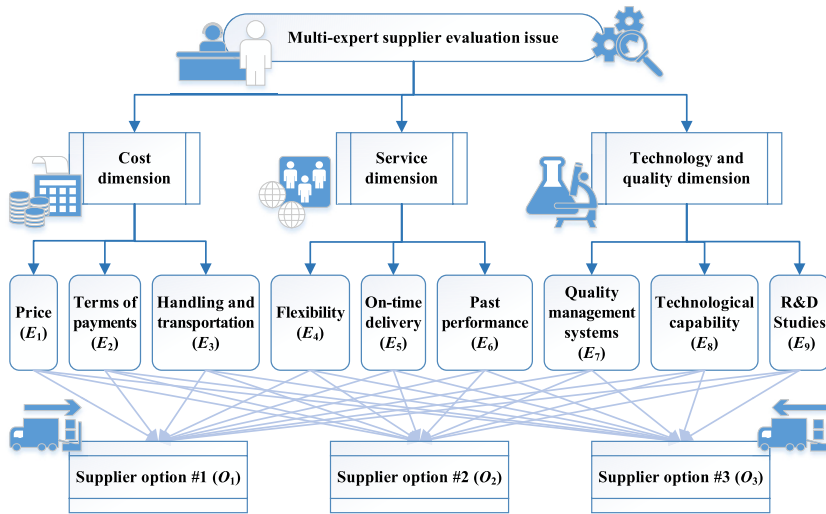 Multi-expert supplier evaluation issue
Cost
dimension
Service
dimension
Technology and
quality dimension
Price
(E₁)
Terms of
payments
(E₂)
Handling and
transportation
(E₃)
Flexibility
(E₄)
On-time
delivery
(E₅)
Past
performance
(E₆)
Quality
management
systems
(E₇)
Technological
capability
(E₈)
R&D
Studies
(E₉)
Supplier option #1 (O₁)
Supplier option #2 (O₂)
Supplier option #3 (O₃)